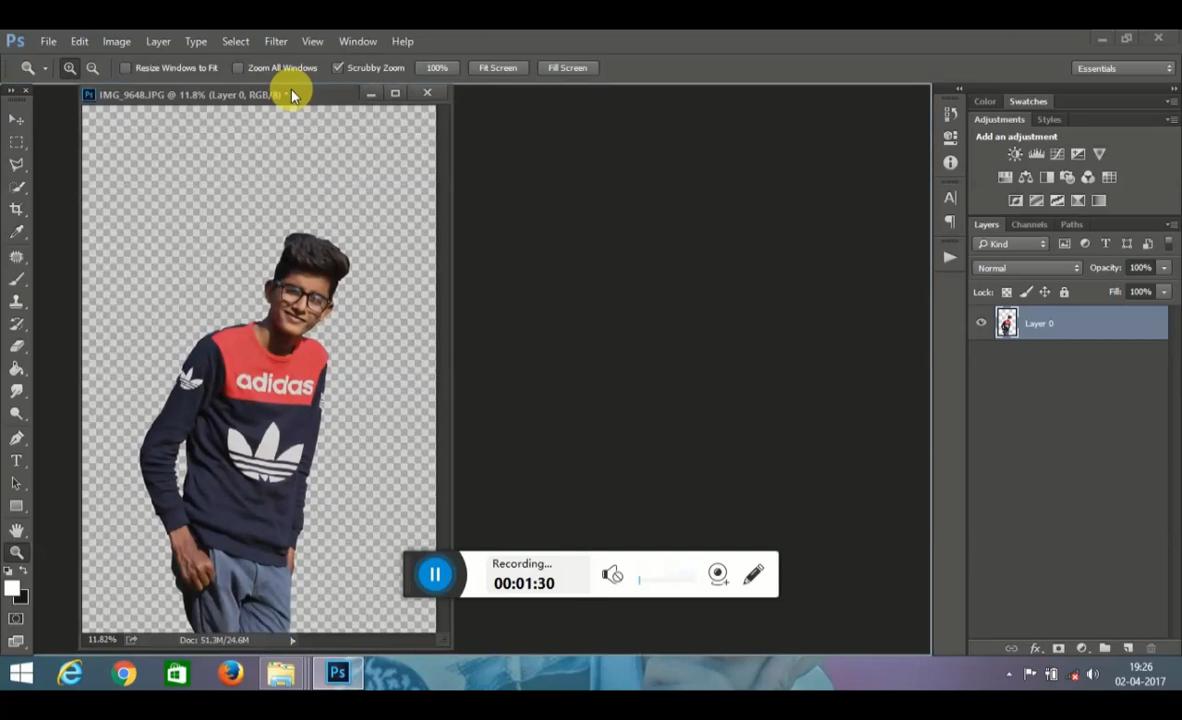 Ps File Edit Image Layer Type Select Filter View Window Help
Resize Windows to Fit Zoom All Windows Scrubby Zoom 100% Fit Screen Fill Screen Essentials
Ps IMG_9648.JPG @ 11.8% (Layer 0, RGB/8) *
Color Swatches
Adjustments Styles
Add an adjustment
Layers Channels Paths
Kind
Normal Opacity: 100%
Lock: Fill: 100%
Layer 0
adidas
Recording...
00:01:30
11.82% Doc: 51.3M/24.6M
Ps
19:26
02-04-2017